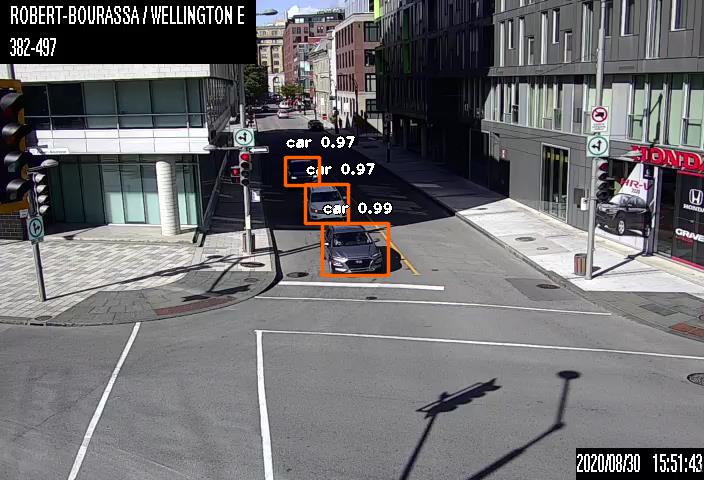 ROBERT-BOURASSA / WELLINGTON E
382-497
car 0.97
car 0.97
car 0.99
HONDA
HR-V
HONDA
2020/08/30 15:51:43